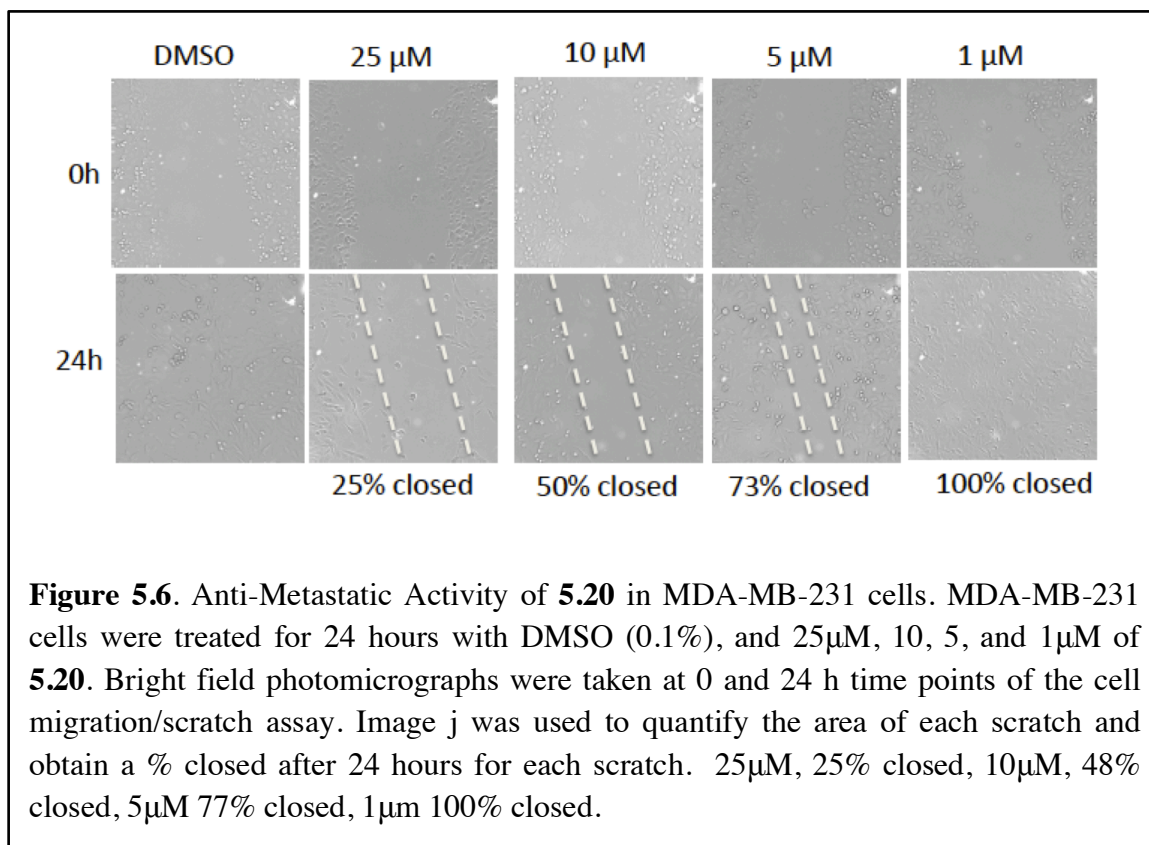 DMSO 25 μM 10 μM 5 μM 1 μM
0h
24h
25% closed 50% closed 73% closed 100% closed
Figure 5.6. Anti-Metastatic Activity of 5.20 in MDA-MB-231 cells. MDA-MB-231
cells were treated for 24 hours with DMSO (0.1%), and 25μM, 10, 5, and 1μM of
5.20. Bright field photomicrographs were taken at 0 and 24 h time points of the cell
migration/scratch assay. Image j was used to quantify the area of each scratch and
obtain a % closed after 24 hours for each scratch. 25μM, 25% closed, 10μM, 48%
closed, 5μM 77% closed, 1μm 100% closed.